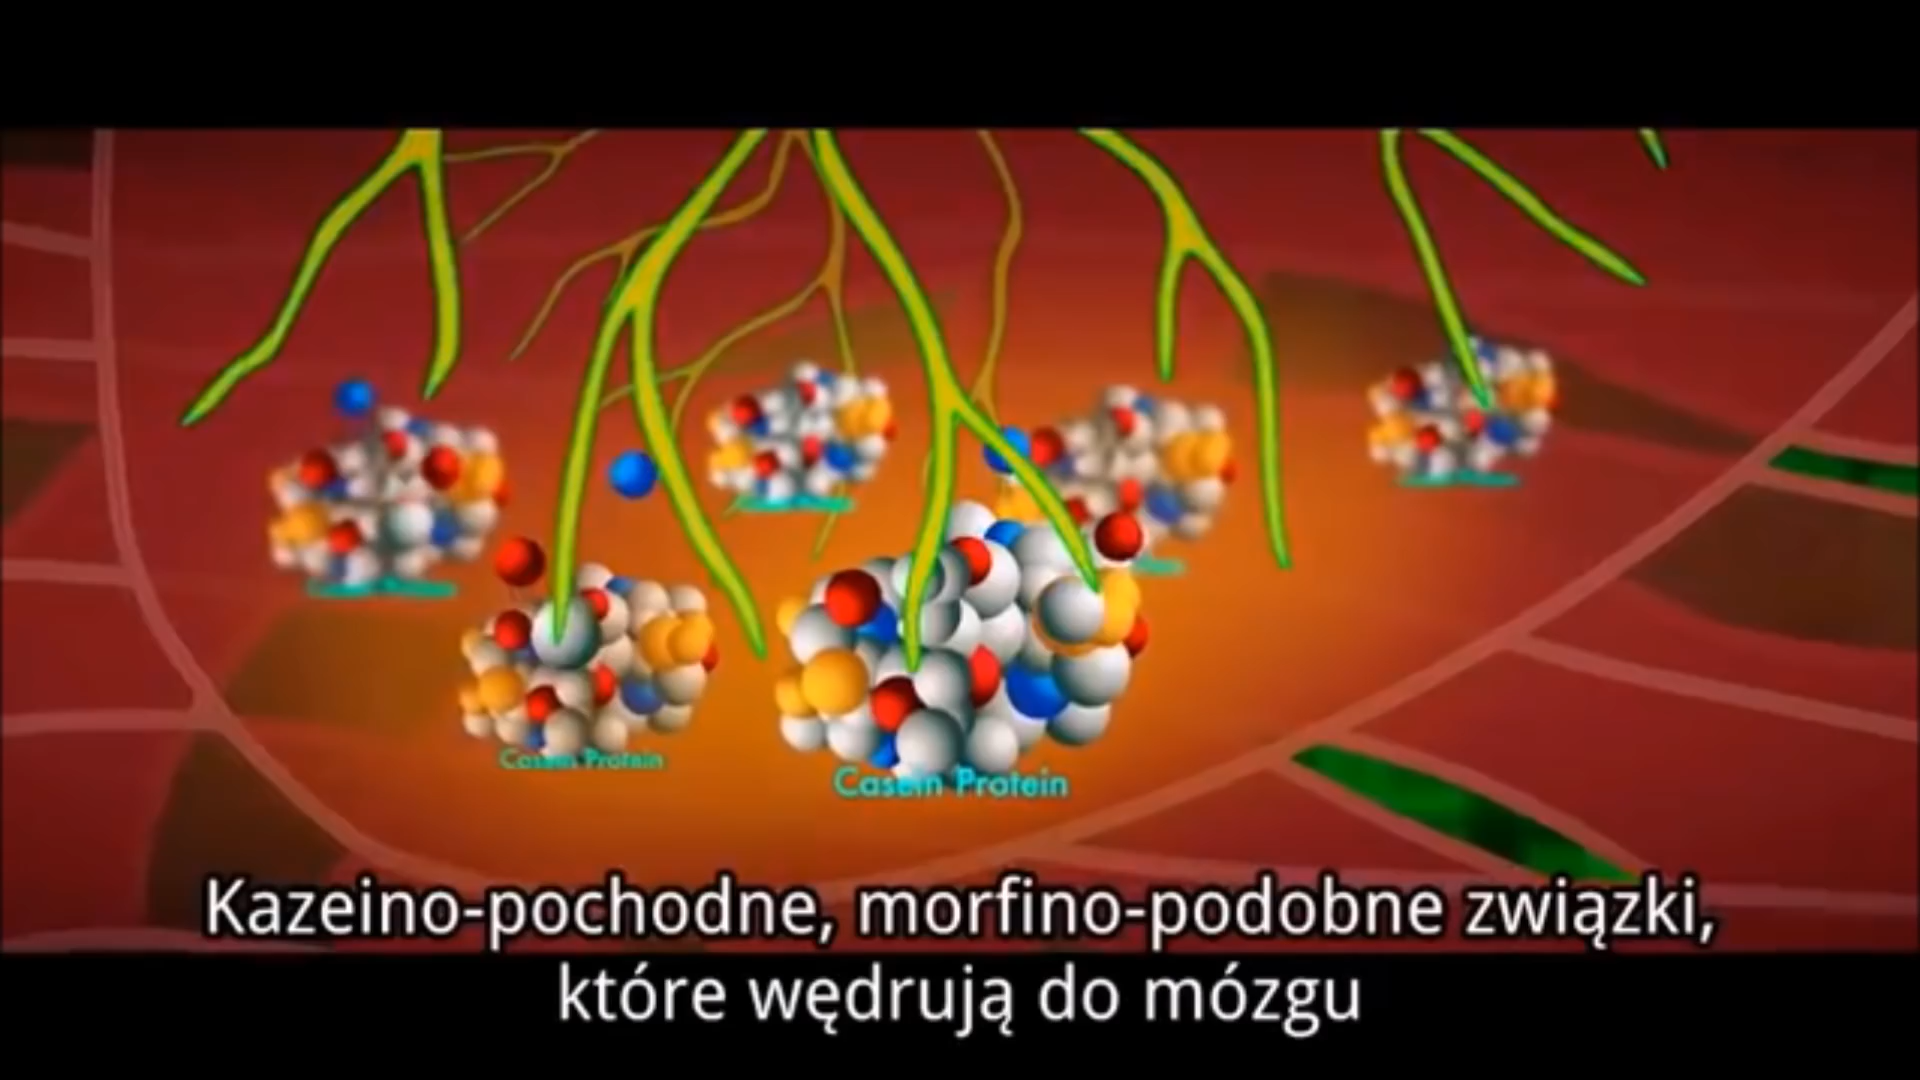 Casein Protein
Casein Protein
Kazeino-pochodne, morfino-podobne związki,
które wędrują do mózgu